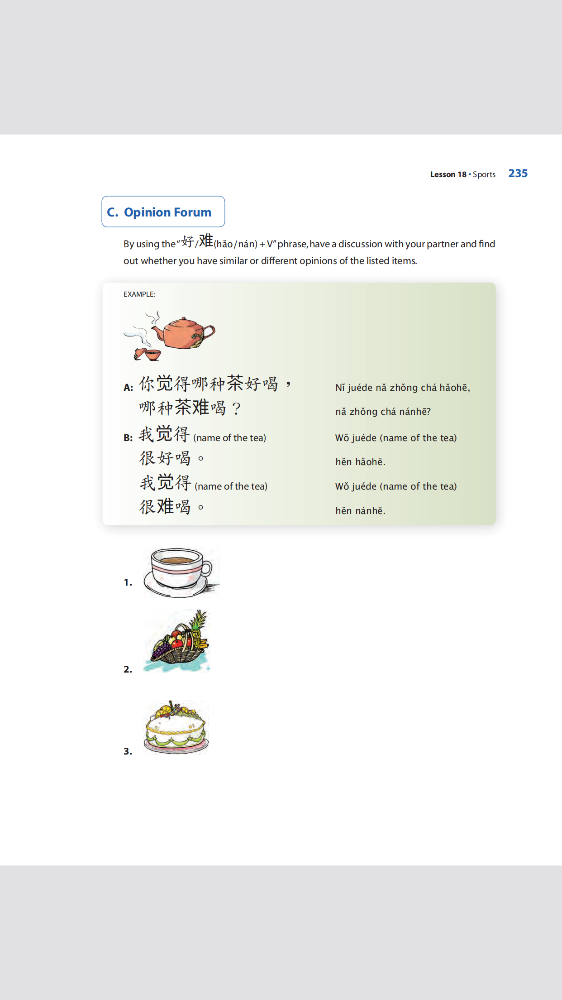 Lesson 18 • Sports 235
C. Opinion Forum
By using the “好/难(hǎo/nán) + V” phrase, have a discussion with your partner and find
out whether you have similar or different opinions of the listed items.
EXAMPLE:
A: 你觉得哪种茶好喝， Nǐ juéde nǎ zhǒng chá hǎohē,
哪种茶难喝？ nǎ zhǒng chá nánhē?
B: 我觉得 (name of the tea) Wǒ juéde (name of the tea)
很好喝。 hěn hǎohē.
我觉得 (name of the tea) Wǒ juéde (name of the tea)
很难喝。 hěn nánhē.
1.
2.
3.